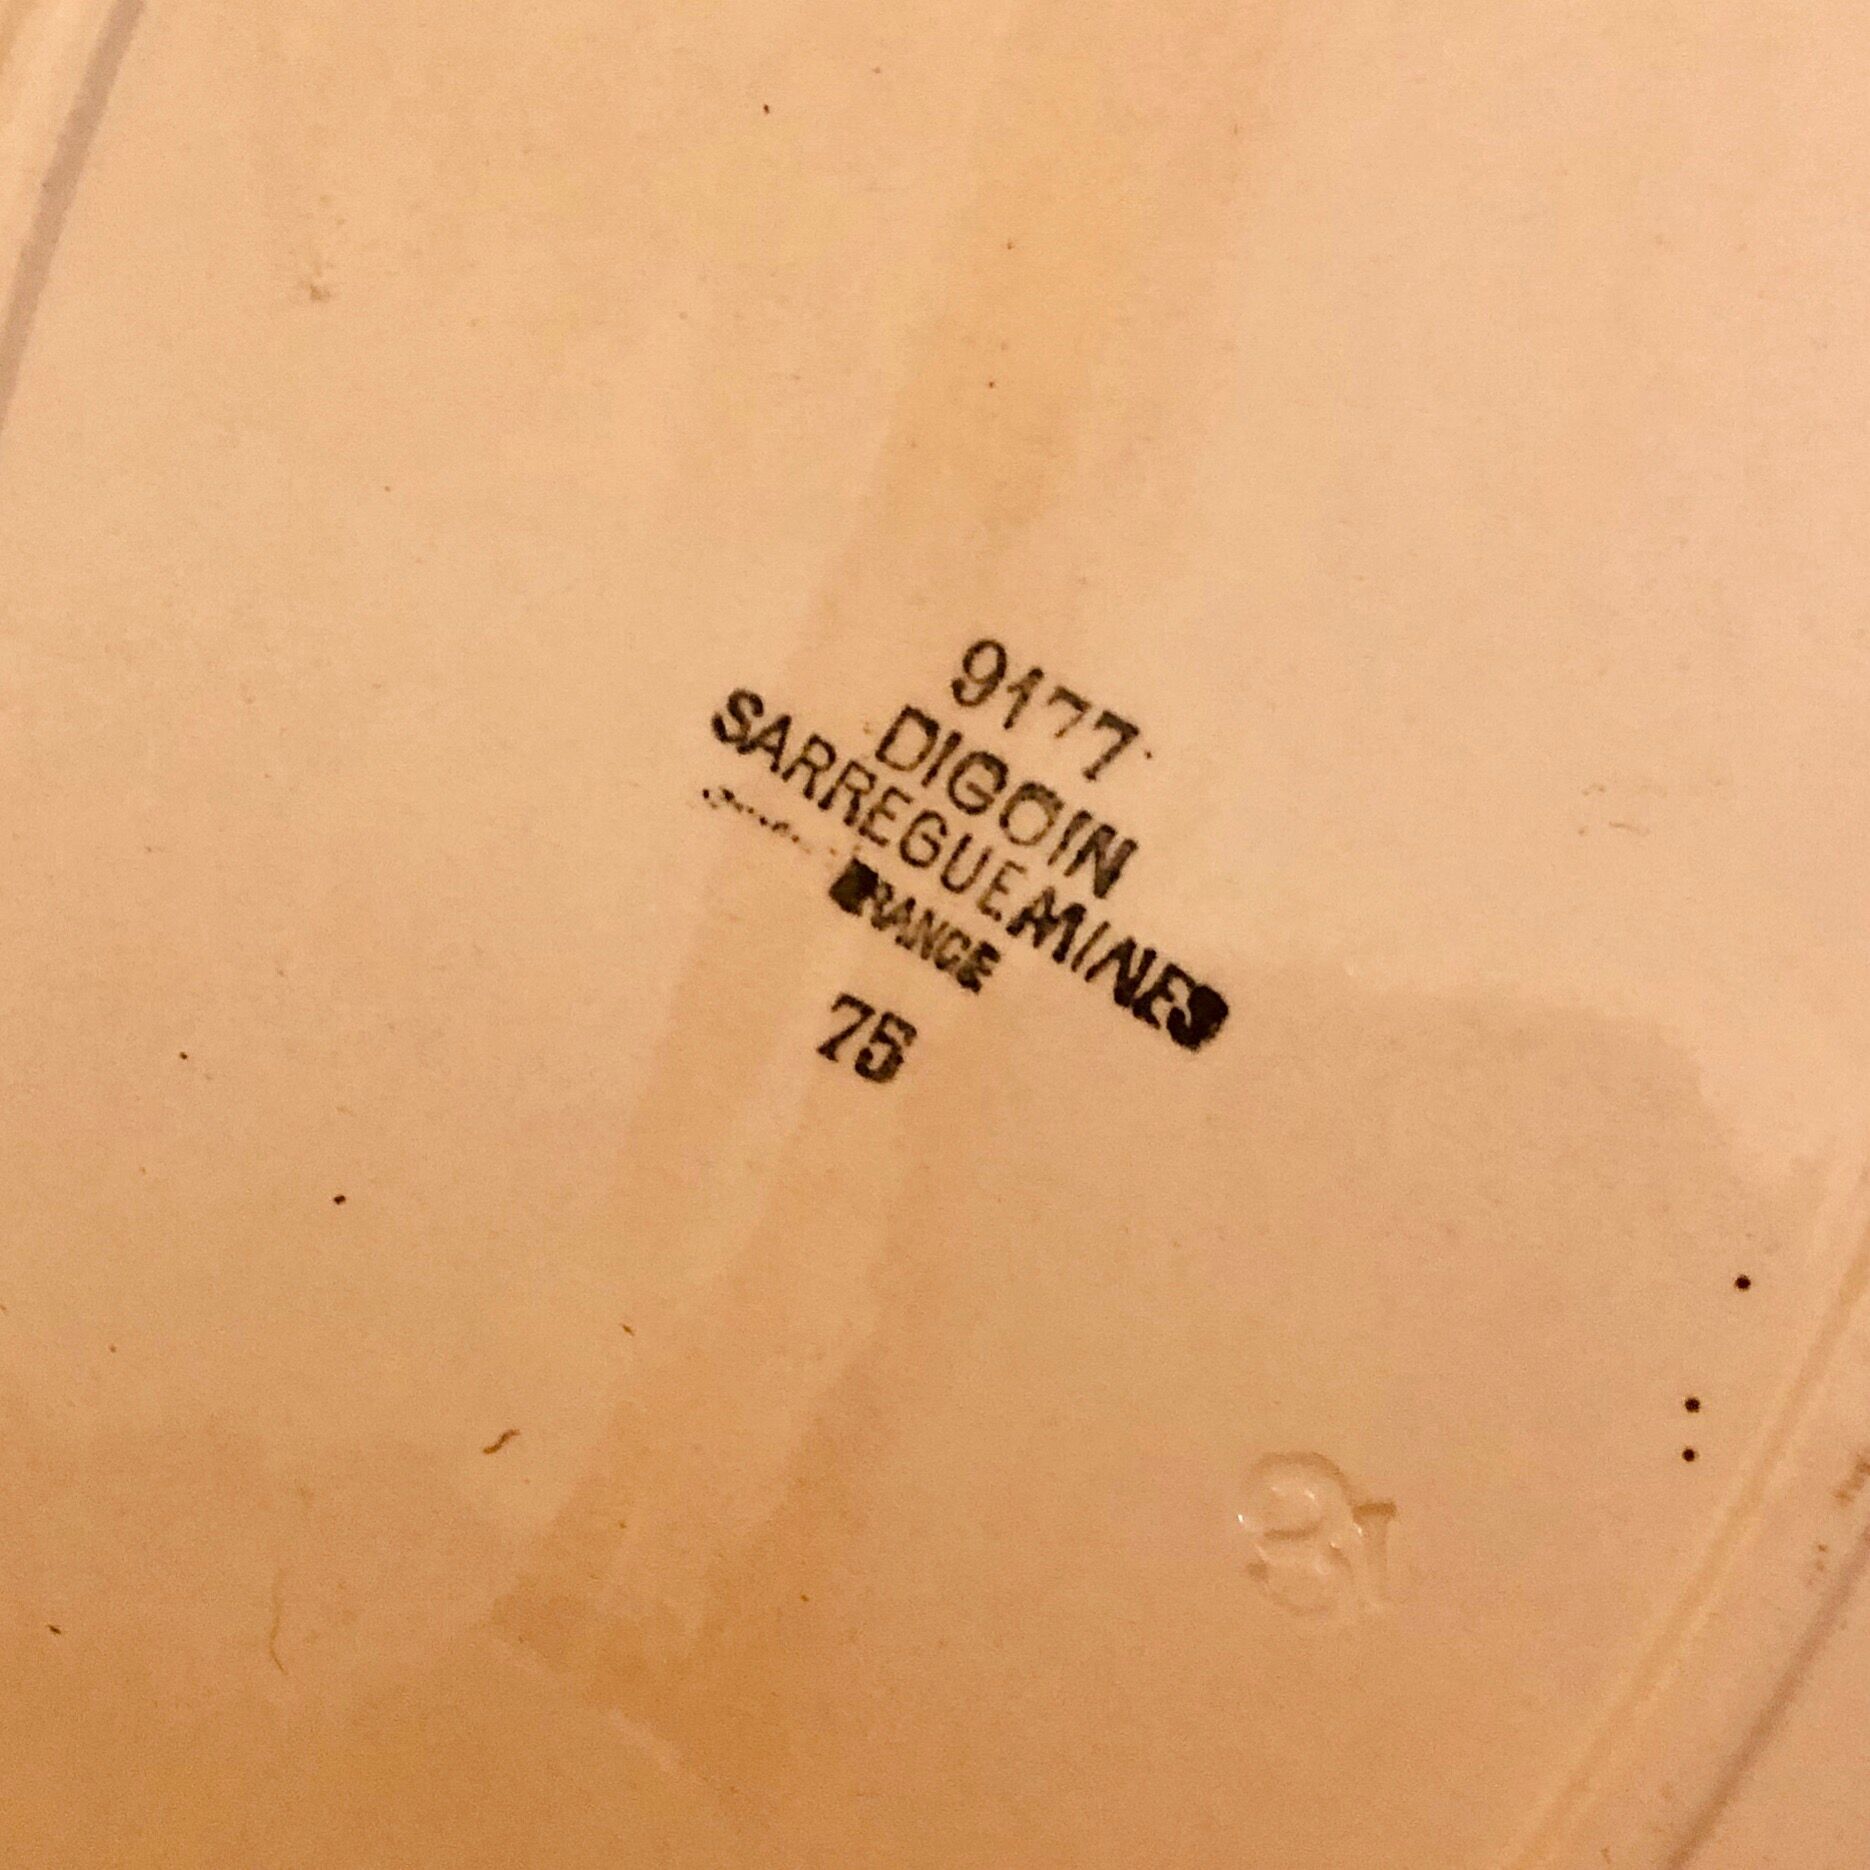 9177
DIGOIN
SARREGUEMINES
FRANCE
75